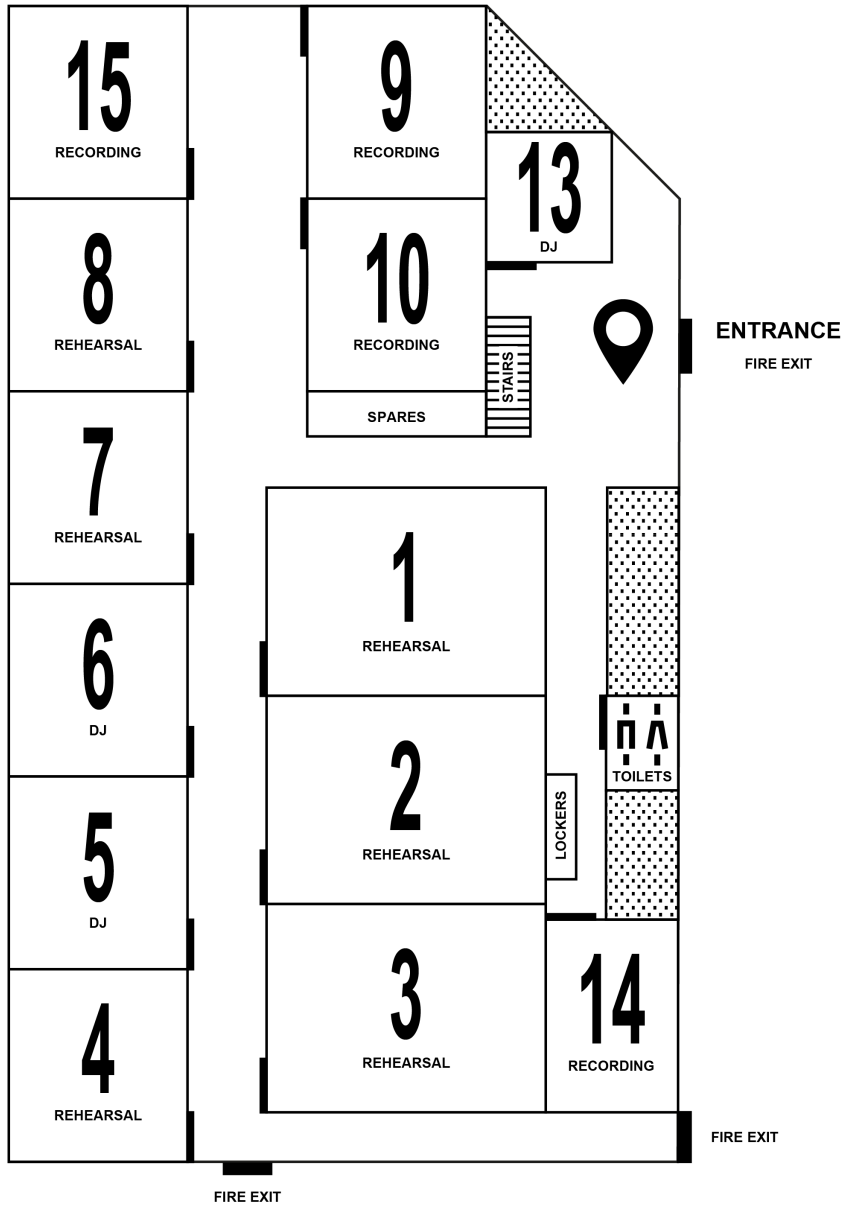 15
RECORDING
9
RECORDING
13
DJ
8
REHEARSAL
10
RECORDING
STAIRS
ENTRANCE
FIRE EXIT
SPARES
7
REHEARSAL
1
REHEARSAL
6
DJ
TOILETS
2
REHEARSAL
LOCKERS
5
DJ
3
REHEARSAL
14
RECORDING
4
REHEARSAL
FIRE EXIT
FIRE EXIT